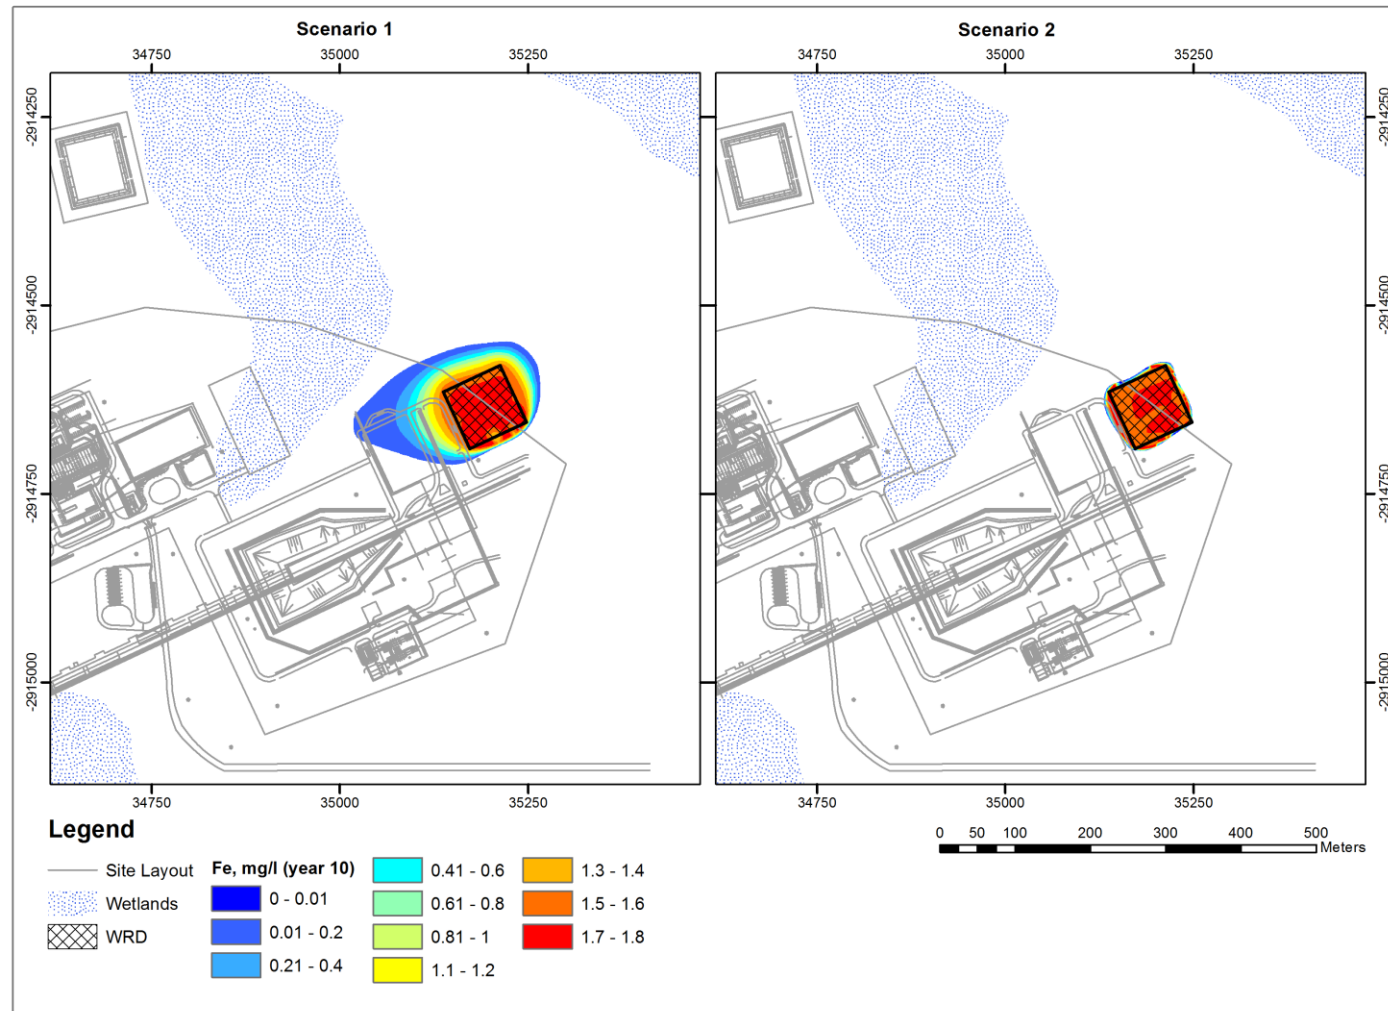 Scenario 1
Scenario 2
34750 35000 35250
34750 35000 35250
-2914250
-2914500
-2914750
-2915000
-2914250
-2914500
-2914750
-2915000
34750 35000 35250
34750 35000 35250
Legend
Site Layout
Wetlands
WRD
Fe, mg/l (year 10)
0 - 0.01
0.01 - 0.2
0.21 - 0.4
0.41 - 0.6
0.61 - 0.8
0.81 - 1
1.1 - 1.2
1.3 - 1.4
1.5 - 1.6
1.7 - 1.8
0 50 100 200 300 400 500
Meters